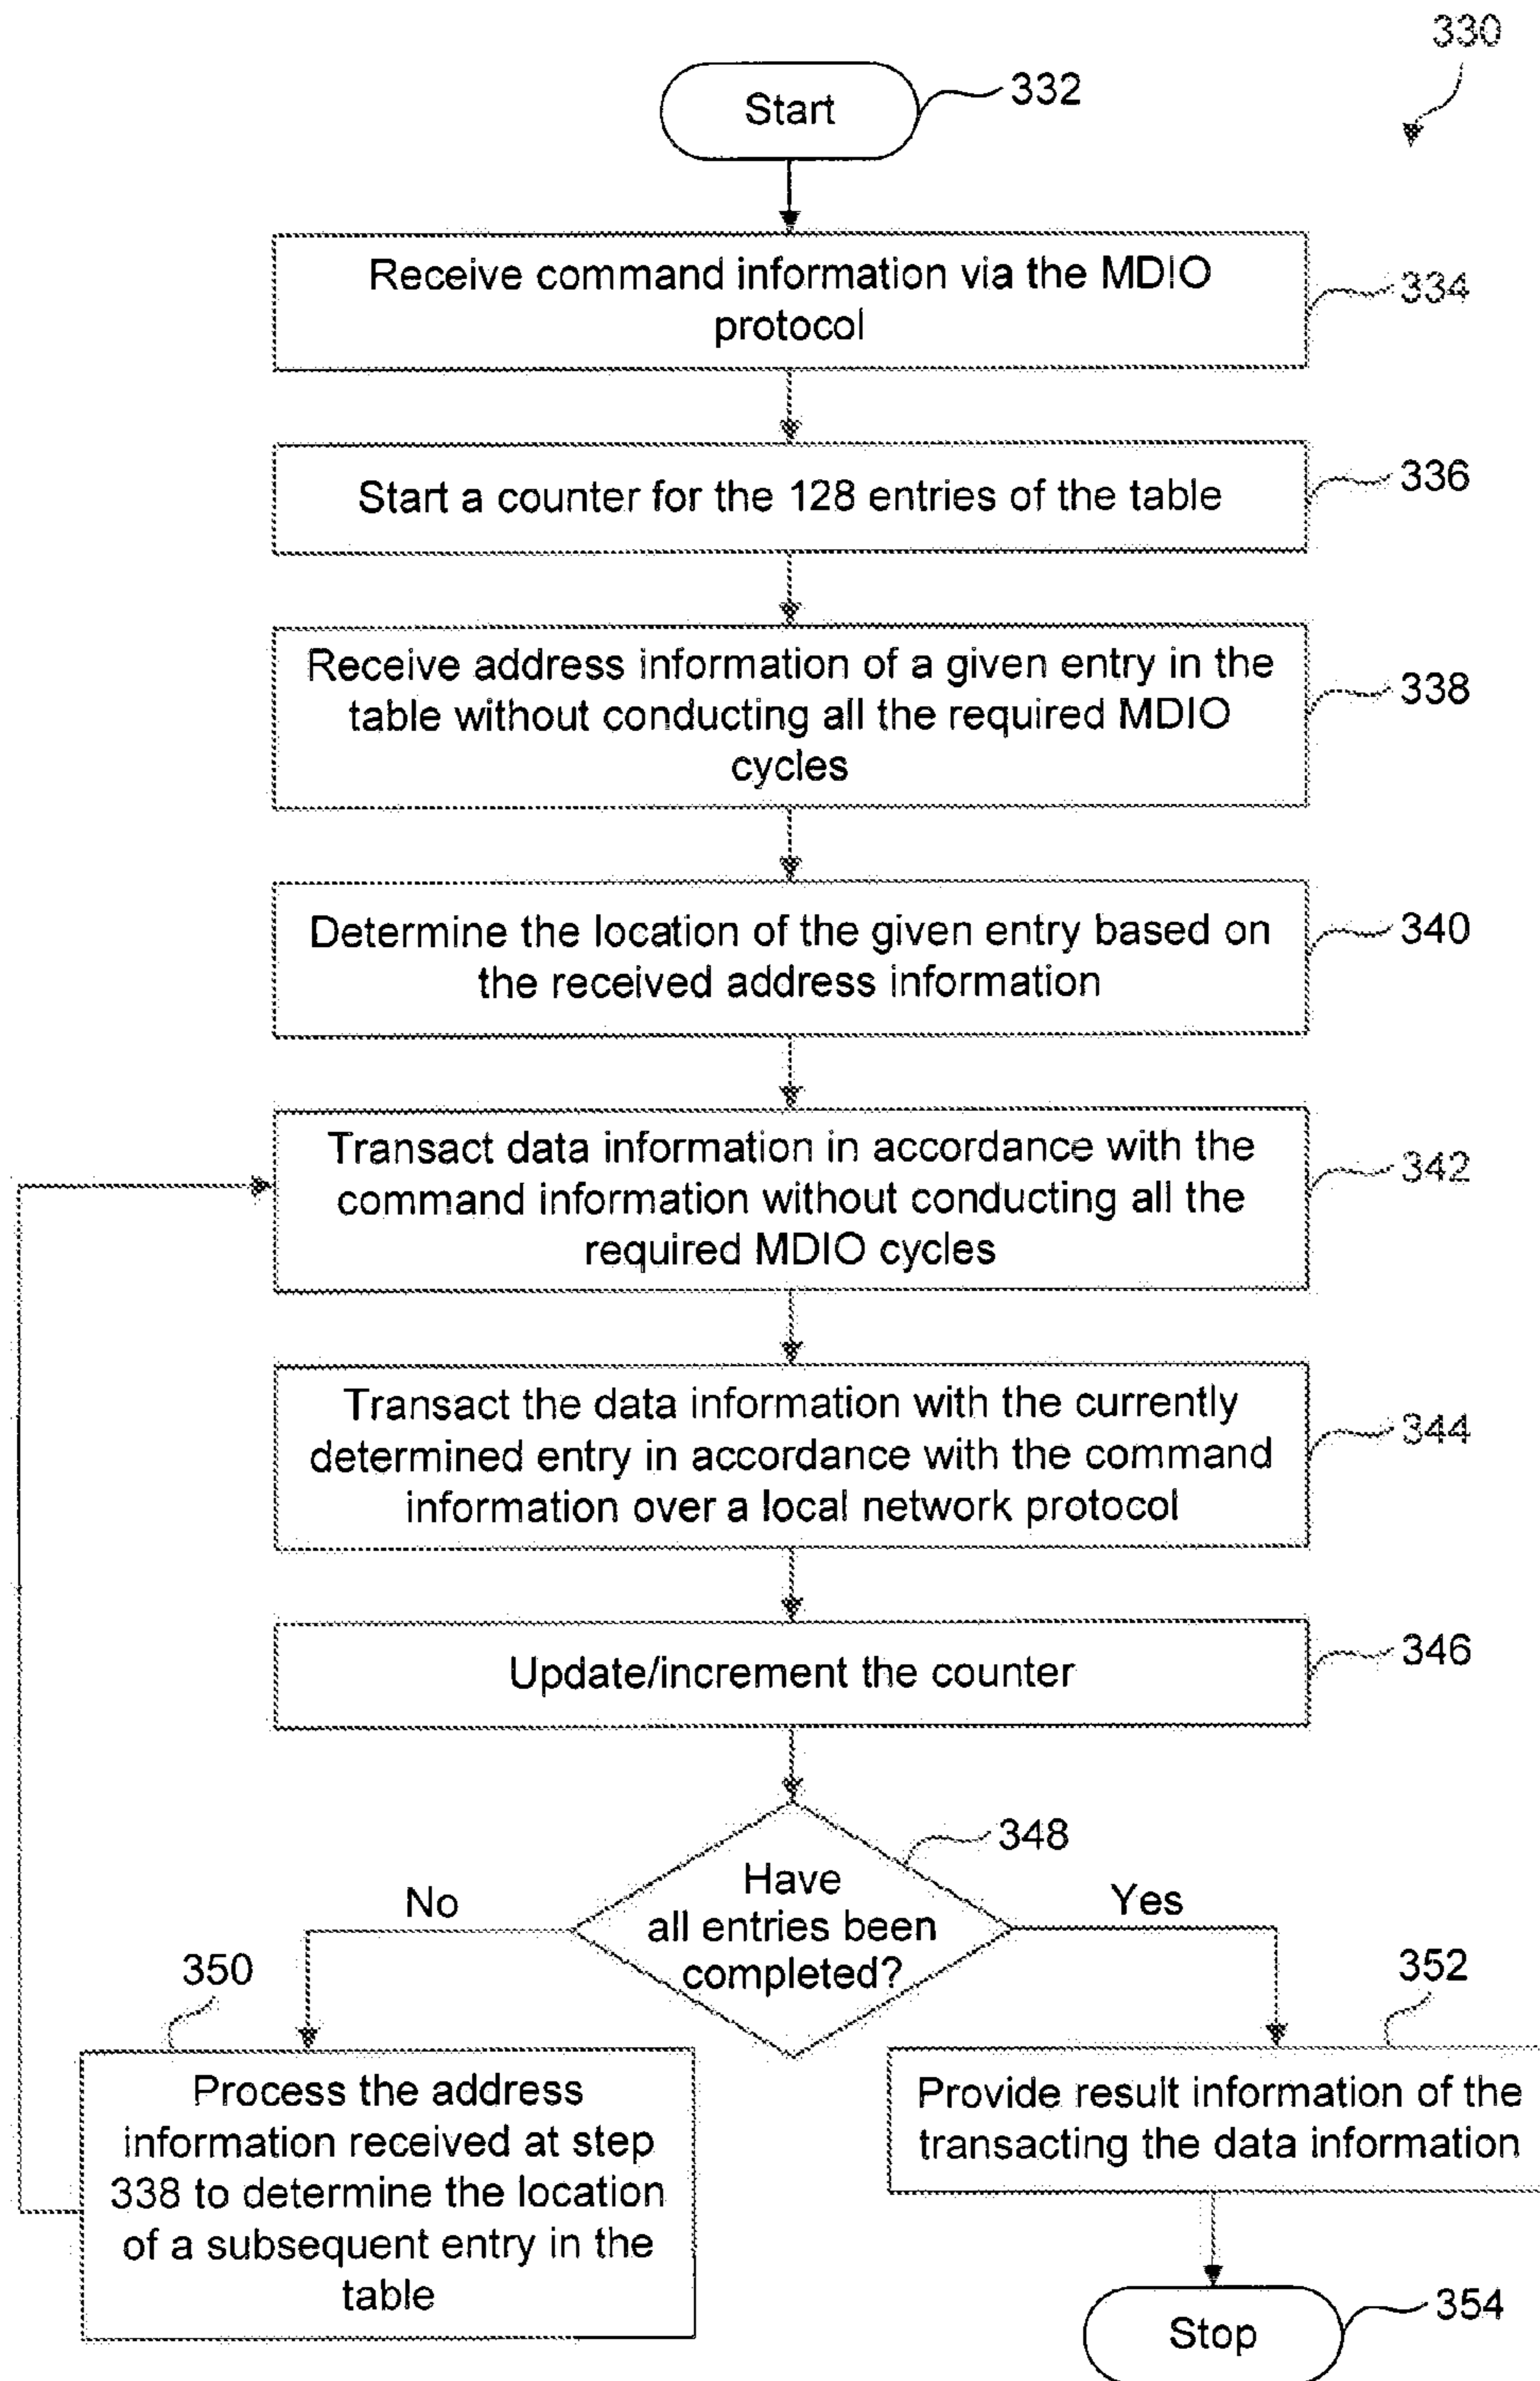 330
Start
332
Receive command information via the MDIO
protocol
334
Start a counter for the 128 entries of the table
336
Receive address information of a given entry in the
table without conducting all the required MDIO
cycles
338
Determine the location of the given entry based on
the received address information
340
Transact data information in accordance with the
command information without conducting all the
required MDIO cycles
342
Transact the data information with the currently
determined entry in accordance with the command
information over a local network protocol
344
Update/increment the counter
346
348
Have
all entries been
completed?
No
Yes
350
Process the address
information received at step
338 to determine the location
of a subsequent entry in the
table
352
Provide result information of the
transacting the data information
Stop
354